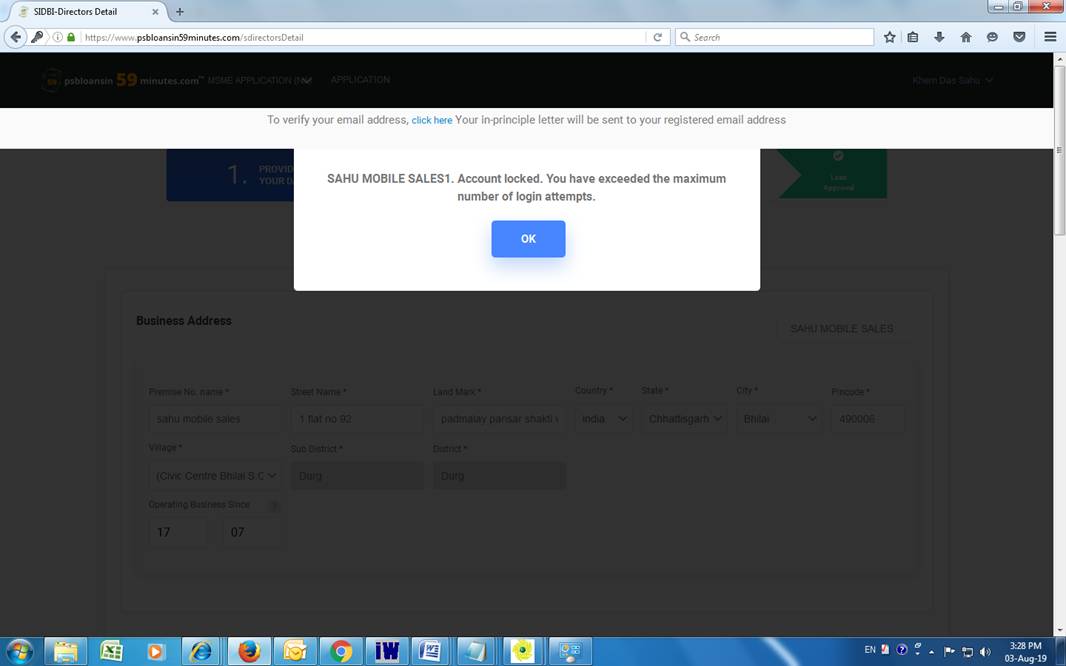 SIDBI-Directors Detail
https://www.psbloansin59minutes.com/sdirectorsDetail
Search
psbloansin 59 minutes.com™ MSME APPLICATION APPLICATION Khem Das Sahu
To verify your email address, click here Your in-principle letter will be sent to your registered email address
1. PROVID
YOUR D
Loan
Approval
SAHU MOBILE SALES1. Account locked. You have exceeded the maximum
number of login attempts.
OK
Business Address
SAHU MOBILE SALES
Premise No. name * Street Name * Land Mark * Country * State * City * Pincode *
sahu mobile sales 1 flat no 92 padmalay parisar shakti India Chhattisgarh Bhilai 490006
Village * Sub District * District *
(Civic Centre Bhilai S.O Durg Durg
Operating Business Since ?
17 07
EN 3:28 PM
03-Aug-19